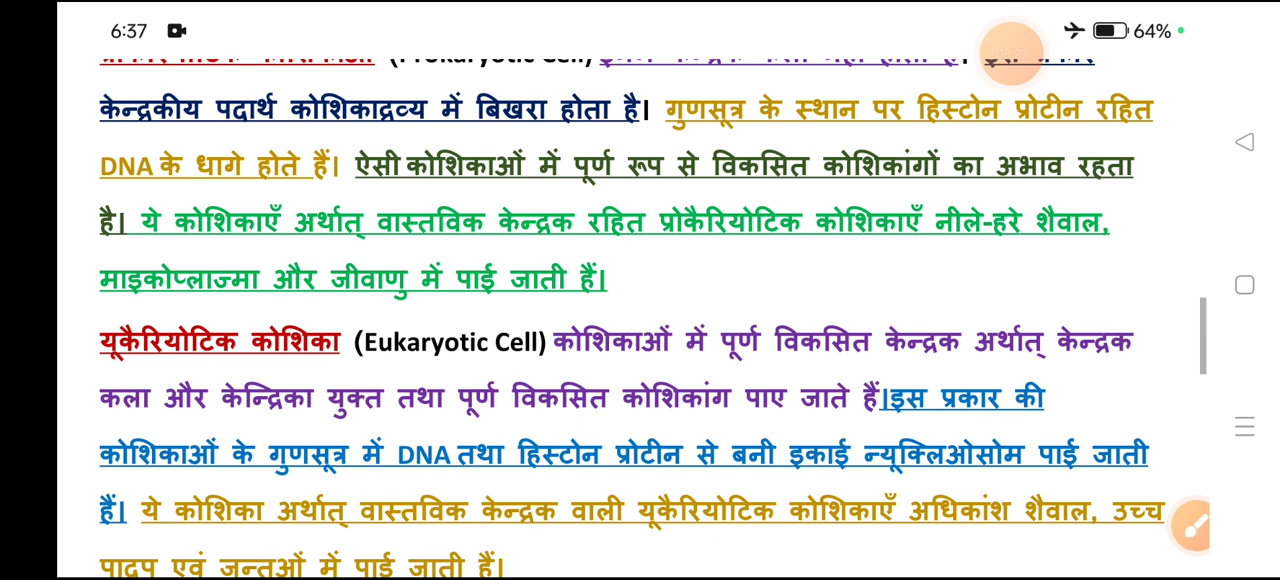 6:37
64%
(Prokaryotic Cell)
केन्द्रकीय पदार्थ कोशिकाद्रव्य में बिखरा होता है। गुणसूत्र के स्थान पर हिस्टोन प्रोटीन रहित
DNA के धागे होते हैं। ऐसी कोशिकाओं में पूर्ण रूप से विकसित कोशिकांगों का अभाव रहता
है। ये कोशिकाएँ अर्थात् वास्तविक केन्द्रक रहित प्रोकैरियोटिक कोशिकाएँ नीले-हरे शैवाल,
माइकोप्लाज्मा और जीवाणु में पाई जाती हैं।
यूकैरियोटिक कोशिका (Eukaryotic Cell) कोशिकाओं में पूर्ण विकसित केन्द्रक अर्थात् केन्द्रक
कला और केन्द्रिका युक्त तथा पूर्ण विकसित कोशिकांग पाए जाते हैं।इस प्रकार की
कोशिकाओं के गुणसूत्र में DNA तथा हिस्टोन प्रोटीन से बनी इकाई न्यूक्लिओसोम पाई जाती
हैं। ये कोशिका अर्थात् वास्तविक केन्द्रक वाली यूकैरियोटिक कोशिकाएँ अधिकांश शैवाल, उच्च
पादप एवं जन्तुओं में पाई जाती हैं।